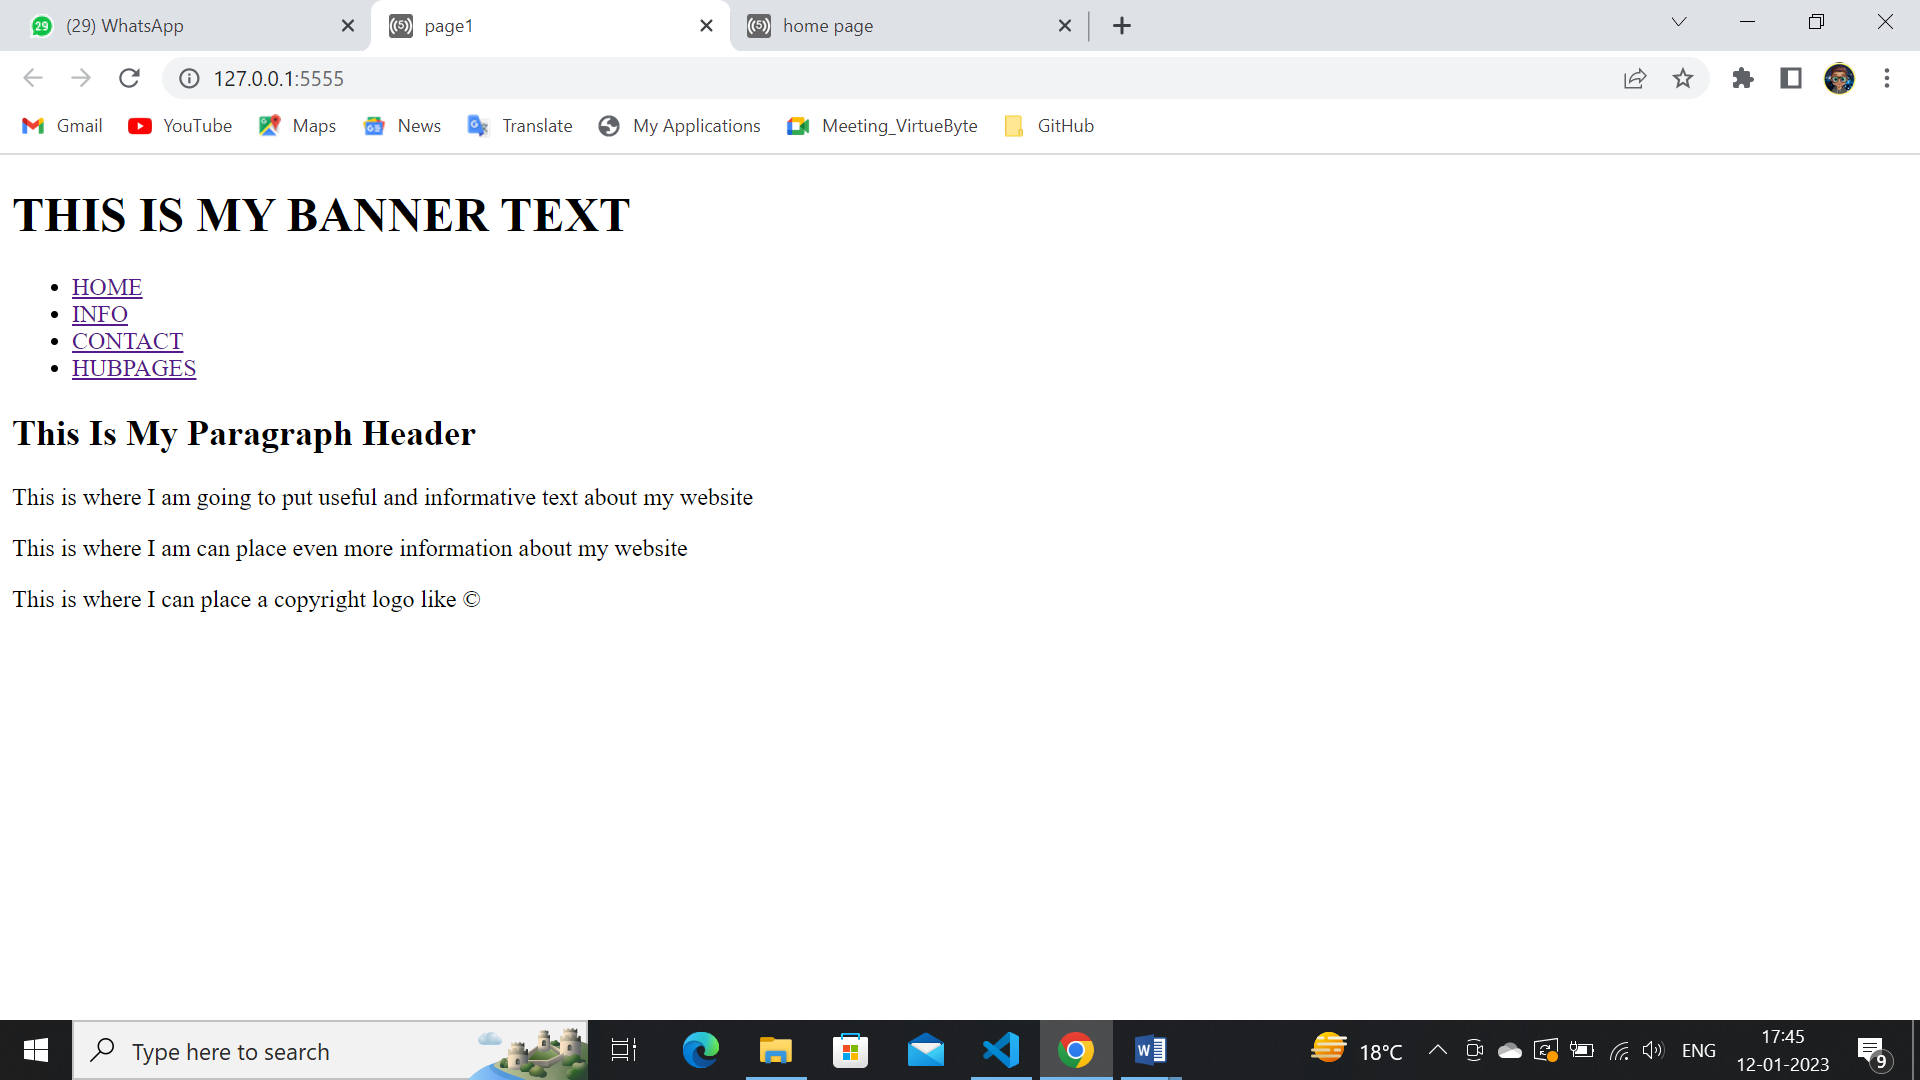 29 (29) WhatsApp page1 home page
127.0.0.1:5555
Gmail YouTube Maps News Translate My Applications Meeting_VirtueByte GitHub
THIS IS MY BANNER TEXT
HOME
INFO
CONTACT
HUBPAGES
This Is My Paragraph Header
This is where I am going to put useful and informative text about my website
This is where I am can place even more information about my website
This is where I can place a copyright logo like ©
Type here to search 18°C ENG 17:45
12-01-2023 9